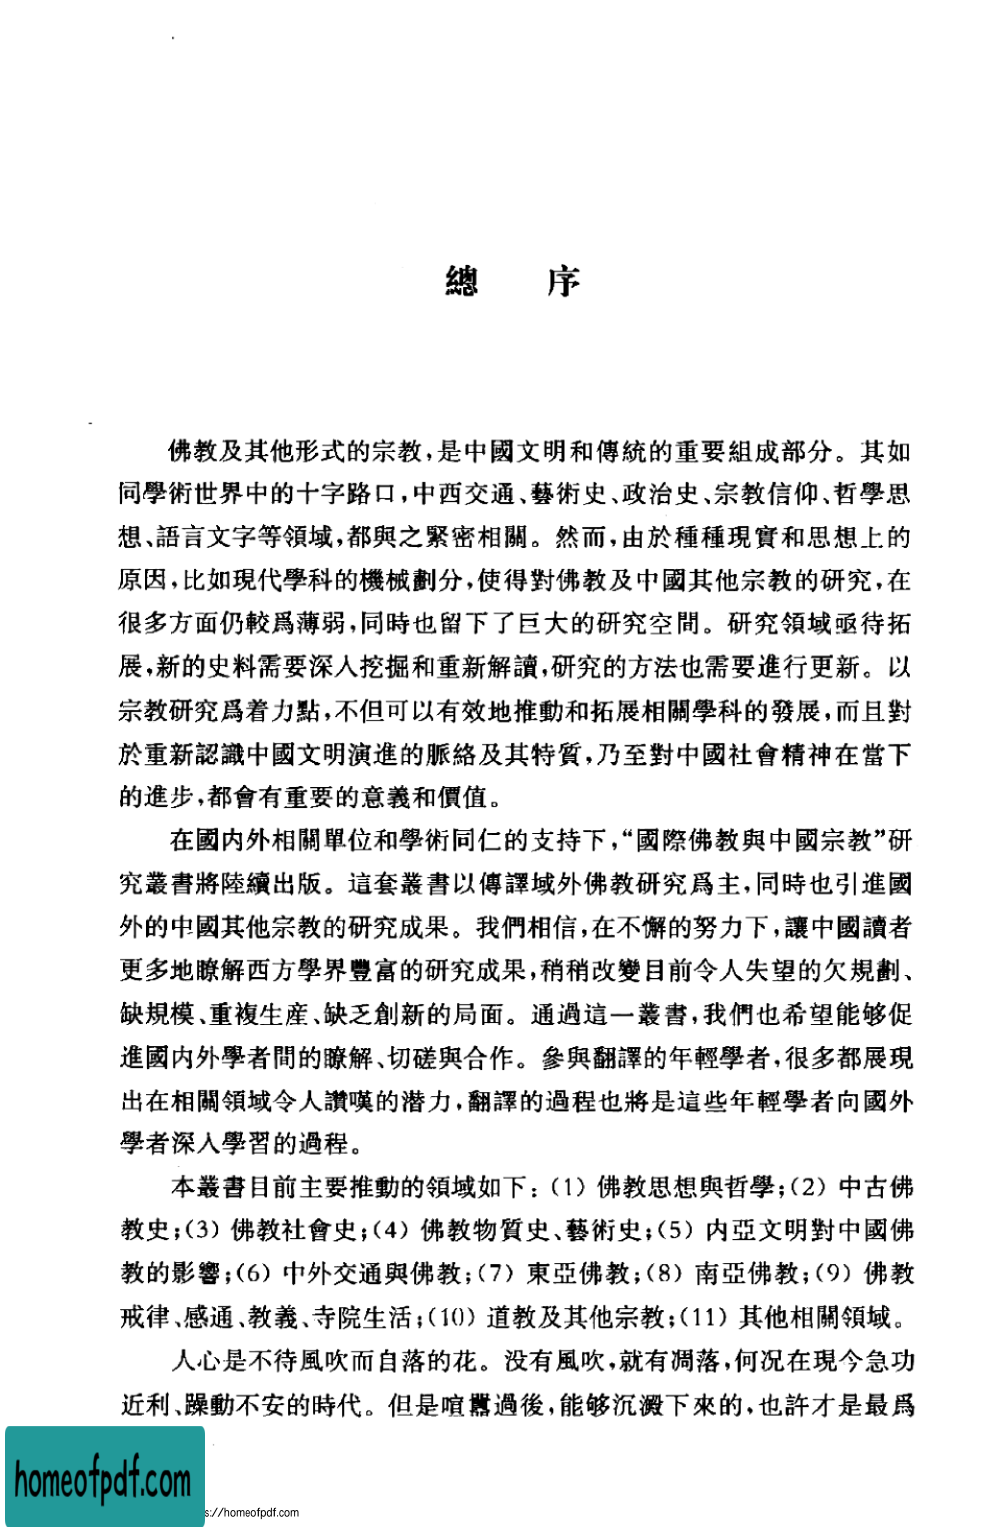 總 序
佛教及其他形式的宗教,是中國文明和傳統的重要組成部分。其如
同學術世界中的十字路口,中西交通、藝術史、政治史、宗教信仰、哲學思
想、語言文字等領域,都與之緊密相關。然而,由於種種現實和思想上的
原因,比如現代學科的機械劃分,使得對佛教及中國其他宗教的研究,在
很多方面仍較爲薄弱,同時也留下了巨大的研究空間。研究領域亟待拓
展,新的史料需要深入挖掘和重新解讀,研究的方法也需要進行更新。以
宗教研究爲着力點,不但可以有效地推動和拓展相關學科的發展,而且對
於重新認識中國文明演進的脈絡及其特質,乃至對中國社會精神在當下
的進步,都會有重要的意義和價值。
在國内外相關單位和學術同仁的支持下,“國際佛教與中國宗教”研
究叢書將陸續出版。這套叢書以傳譯域外佛教研究爲主,同時也引進國
外的中國其他宗教的研究成果。我們相信,在不懈的努力下,讓中國讀者
更多地瞭解西方學界豐富的研究成果,稍稍改變目前令人失望的欠規劃、
缺規模、重複生産、缺乏創新的局面。通過這一叢書,我們也希望能够促
進國内外學者間的瞭解、切磋與合作。參與翻譯的年輕學者,很多都展現
出在相關領域令人讚嘆的潜力,翻譯的過程也將是這些年輕學者向國外
學者深入學習的過程。
本叢書目前主要推動的領域如下:(1) 佛教思想與哲學;(2) 中古佛
教史;(3) 佛教社會史;(4) 佛教物質史、藝術史;(5) 内亞文明對中國佛
教的影響;(6) 中外交通與佛教;(7) 東亞佛教;(8) 南亞佛教;(9) 佛教
戒律、感通、教義、寺院生活;(10) 道教及其他宗教;(11) 其他相關領域。
人心是不待風吹而自落的花。没有風吹,就有凋落,何况在現今急功
近利、躁動不安的時代。但是喧囂過後,能够沉澱下來的,也許才是最爲
homeofpdf.com
s://homeofpdf.com